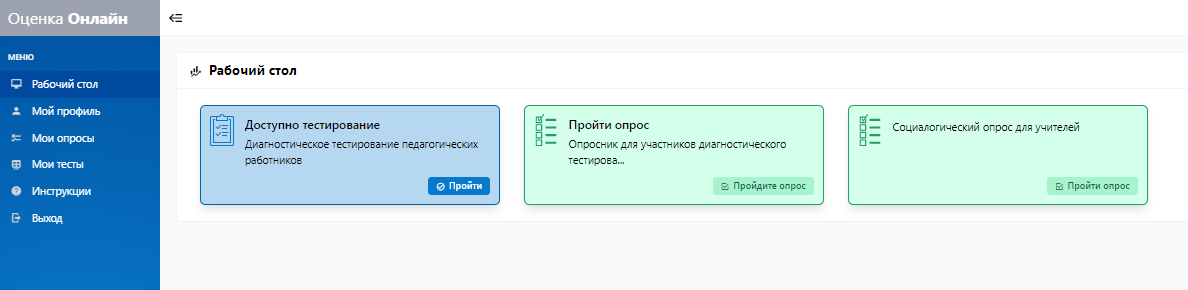 Оценка Онлайн
МЕНЮ
Рабочий стол
Мой профиль
Мои опросы
Мои тесты
Инструкции
Выход
Рабочий стол
Доступно тестирование
Диагностическое тестирование педагогических
работников
Пройти
Пройти опрос
Опросник для участников диагностического
тестирова...
Пройдите опрос
Социалогический опрос для учителей
Пройти опрос